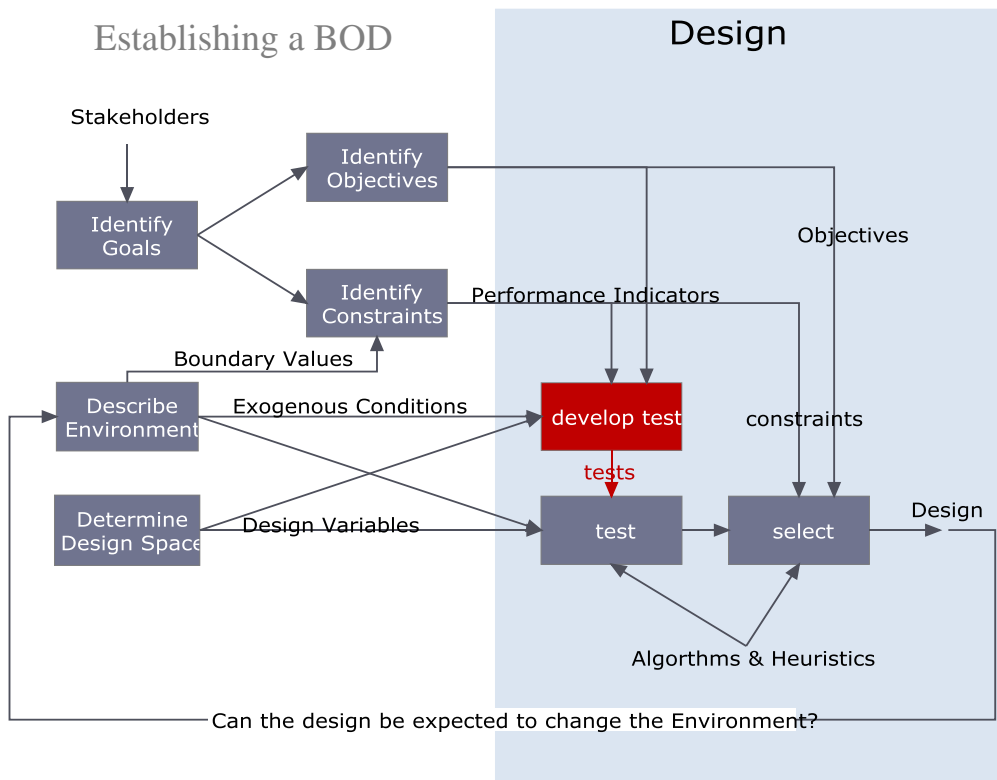 Establishing a BOD
Design
Stakeholders
Identify
Objectives
Identify
Goals
Objectives
Identify
Constraints
Performance Indicators
Boundary Values
Describe
Environment
Exogenous Conditions
develop test
constraints
tests
Determine
Design Space
Design Variables
test
select
Design
Algorthms & Heuristics
Can the design be expected to change the Environment?